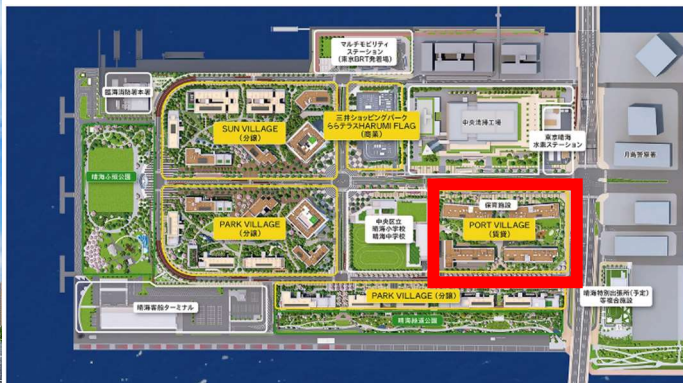 マルチモビリティ
ステーション
(東京BRT発着場)
臨海消防署本署
SUN VILLAGE
(分譲)
三井ショッピングパーク
ららテラスHARUMI FLAG
(商業)
中央清掃工場
東京晴海
水素ステーション
月島警察署
晴海ふ頭公園
保育施設
PARK VILLAGE
(分譲)
中央区立
晴海小学校
晴海中学校
PORT VILLAGE
(賃貸)
PARK VILLAGE (分譲)
晴海客船ターミナル
晴海緑道公園
晴海特別出張所(予定)
等複合施設